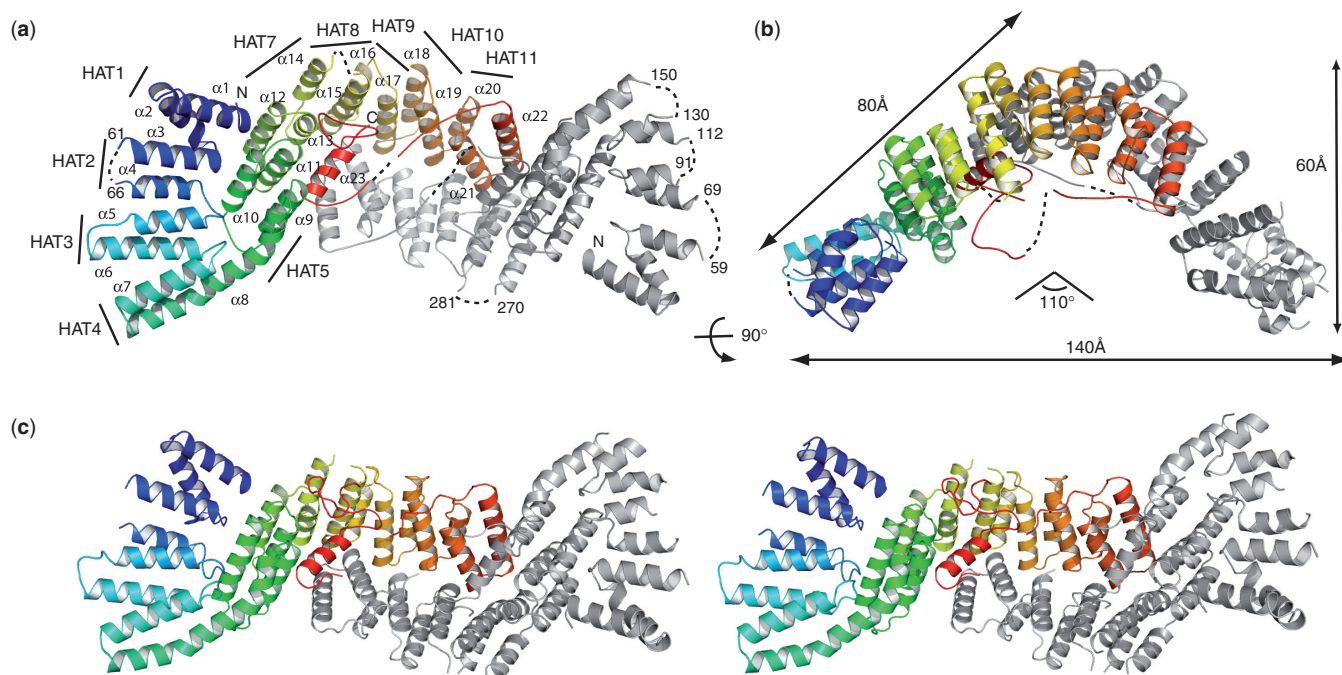 (a)
HAT1
HAT7
HAT8
HAT9
HAT10
HAT11
α14
α16
α18
α17
α1
N
α2
α12
α15
α19
α20
α22
C
150
130
112
91
69
59
61
α3
HAT2
α4
66
α13
α11
α23
α21
α5
α10
α9
HAT3
α6
HAT5
α7
α8
HAT4
N
281
270
90°
(b)
80Å
60Å
110°
140Å
(c)